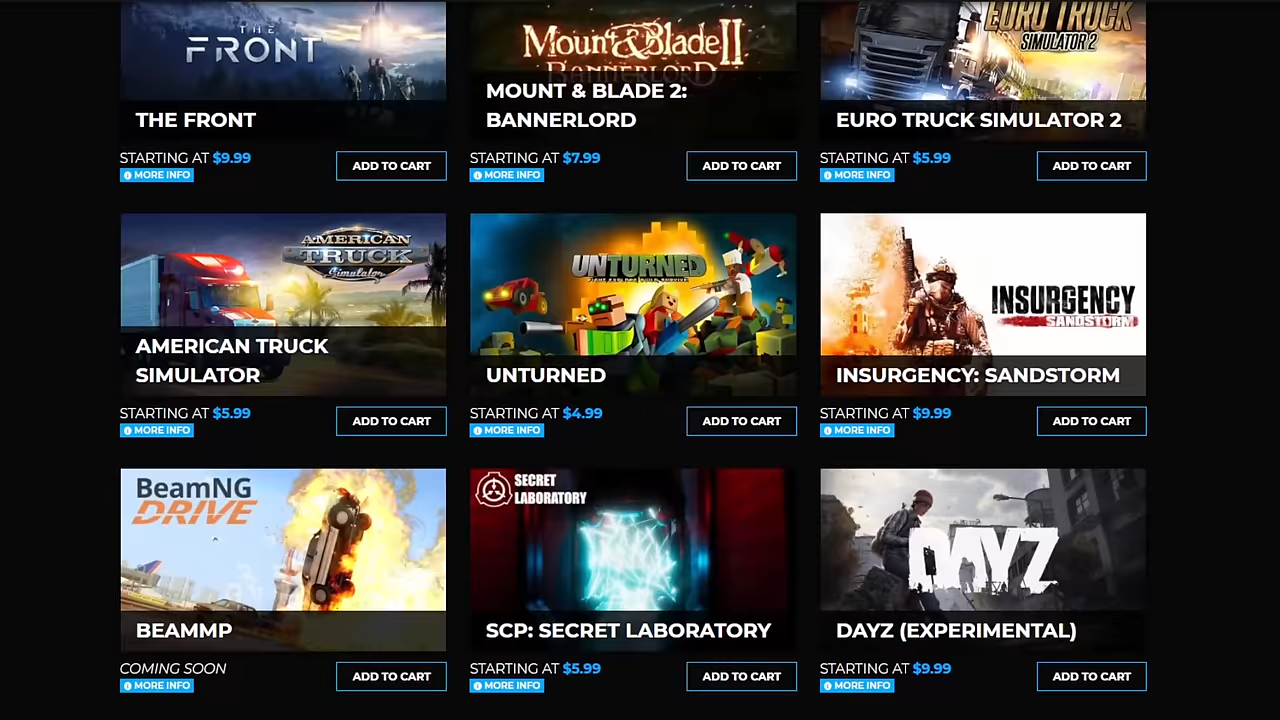 THE
FRONT
THE FRONT
STARTING AT $9.99
MORE INFO
ADD TO CART
Mount & Blade II
BANNERLORD
MOUNT & BLADE 2:
BANNERLORD
STARTING AT $7.99
MORE INFO
ADD TO CART
EURO TRUCK
SIMULATOR 2
EURO TRUCK SIMULATOR 2
STARTING AT $5.99
MORE INFO
ADD TO CART
AMERICAN
TRUCK
Simulator
AMERICAN TRUCK
SIMULATOR
STARTING AT $5.99
MORE INFO
ADD TO CART
UNTURNED
UNTURNED
STARTING AT $4.99
MORE INFO
ADD TO CART
INSURGENCY
SANDSTORM
INSURGENCY: SANDSTORM
STARTING AT $9.99
MORE INFO
ADD TO CART
BeamNG
DRIVE
BEAMMP
COMING SOON
MORE INFO
ADD TO CART
SECRET
LABORATORY
SCP: SECRET LABORATORY
STARTING AT $5.99
MORE INFO
ADD TO CART
DAYZ
DAYZ (EXPERIMENTAL)
STARTING AT $9.99
MORE INFO
ADD TO CART